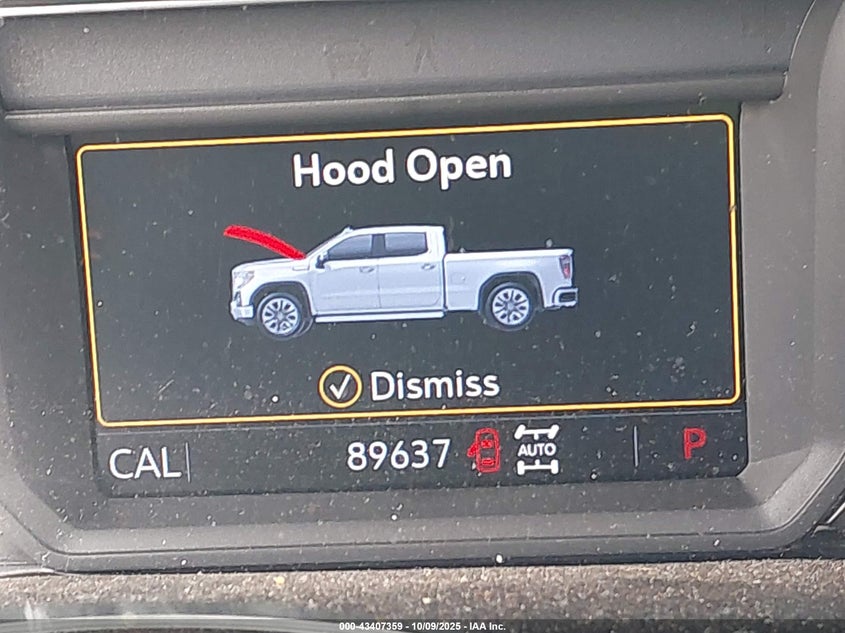 Hood Open
Dismiss
CAL
89637
AUTO
P
000-43407359 - 10/09/2025 - IAA Inc.